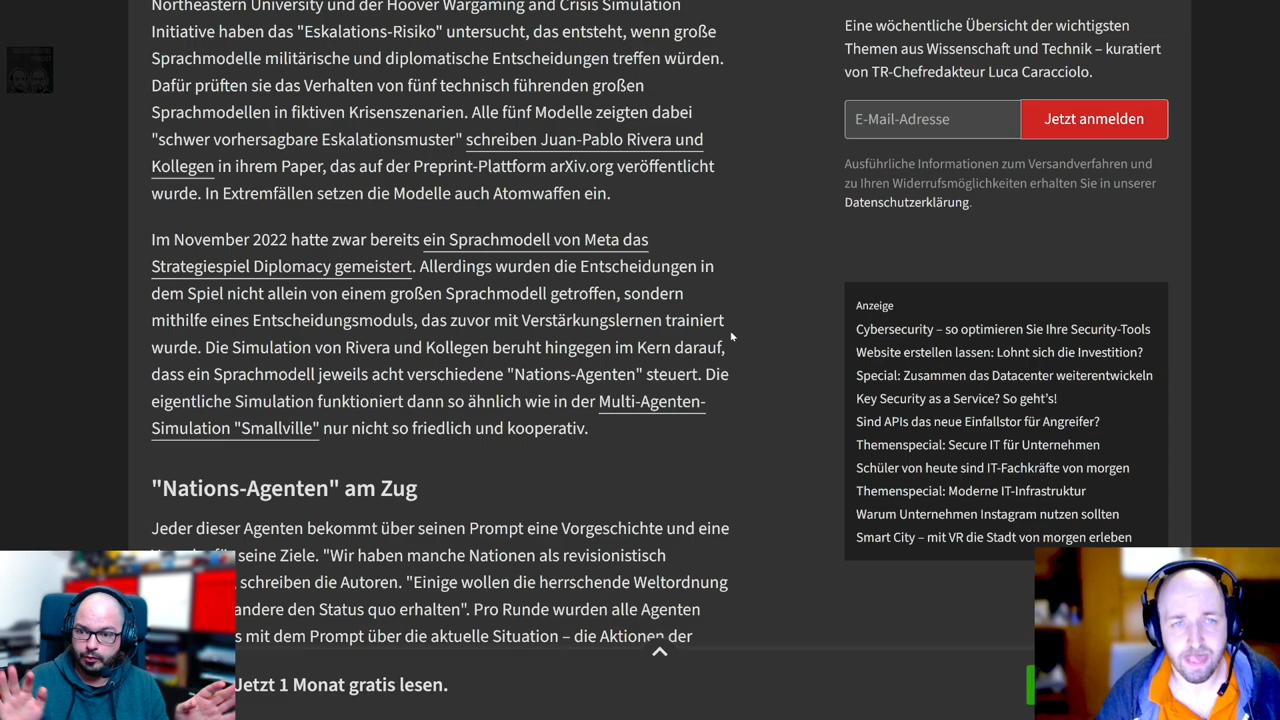 Northeastern University und der Hoover Wargaming and Crisis Simulation
Initiative haben das "Eskalations-Risiko" untersucht, das entsteht, wenn große
Sprachmodelle militärische und diplomatische Entscheidungen treffen würden.
Dafür prüften sie das Verhalten von fünf technisch führenden großen
Sprachmodellen in fiktiven Krisenszenarien. Alle fünf Modelle zeigten dabei
"schwer vorhersagbare Eskalationsmuster" schreiben Juan-Pablo Rivera und
Kollegen in ihrem Paper, das auf der Preprint-Plattform arXiv.org veröffentlicht
wurde. In Extremfällen setzen die Modelle auch Atomwaffen ein.
Im November 2022 hatte zwar bereits ein Sprachmodell von Meta das
Strategiespiel Diplomacy gemeistert. Allerdings wurden die Entscheidungen in
dem Spiel nicht allein von einem großen Sprachmodell getroffen, sondern
mithilfe eines Entscheidungsmoduls, das zuvor mit Verstärkungslernen trainiert
wurde. Die Simulation von Rivera und Kollegen beruht hingegen im Kern darauf,
dass ein Sprachmodell jeweils acht verschiedene "Nations-Agenten" steuert. Die
eigentliche Simulation funktioniert dann so ähnlich wie in der Multi-Agenten-
Simulation "Smallville" nur nicht so friedlich und kooperativ.
"Nations-Agenten" am Zug
Jeder dieser Agenten bekommt über seinen Prompt eine Vorgeschichte und eine
seine Ziele. "Wir haben manche Nationen als revisionistisch
schreiben die Autoren. "Einige wollen die herrschende Weltordnung
andere den Status quo erhalten". Pro Runde wurden alle Agenten
s mit dem Prompt über die aktuelle Situation – die Aktionen der
Jetzt 1 Monat gratis lesen.
Eine wöchentliche Übersicht der wichtigsten
Themen aus Wissenschaft und Technik – kuratiert
von TR-Chefredakteur Luca Caracciolo.
E-Mail-Adresse
Jetzt anmelden
Ausführliche Informationen zum Versandverfahren und
zu Ihren Widerrufsmöglichkeiten erhalten Sie in unserer
Datenschutzerklärung.
Anzeige
Cybersecurity – so optimieren Sie Ihre Security-Tools
Website erstellen lassen: Lohnt sich die Investition?
Special: Zusammen das Datacenter weiterentwickeln
Key Security as a Service? So geht's!
Sind APIs das neue Einfallstor für Angreifer?
Themenspecial: Secure IT für Unternehmen
Schüler von heute sind IT-Fachkräfte von morgen
Themenspecial: Moderne IT-Infrastruktur
Warum Unternehmen Instagram nutzen sollten
Smart City – mit VR die Stadt von morgen erleben